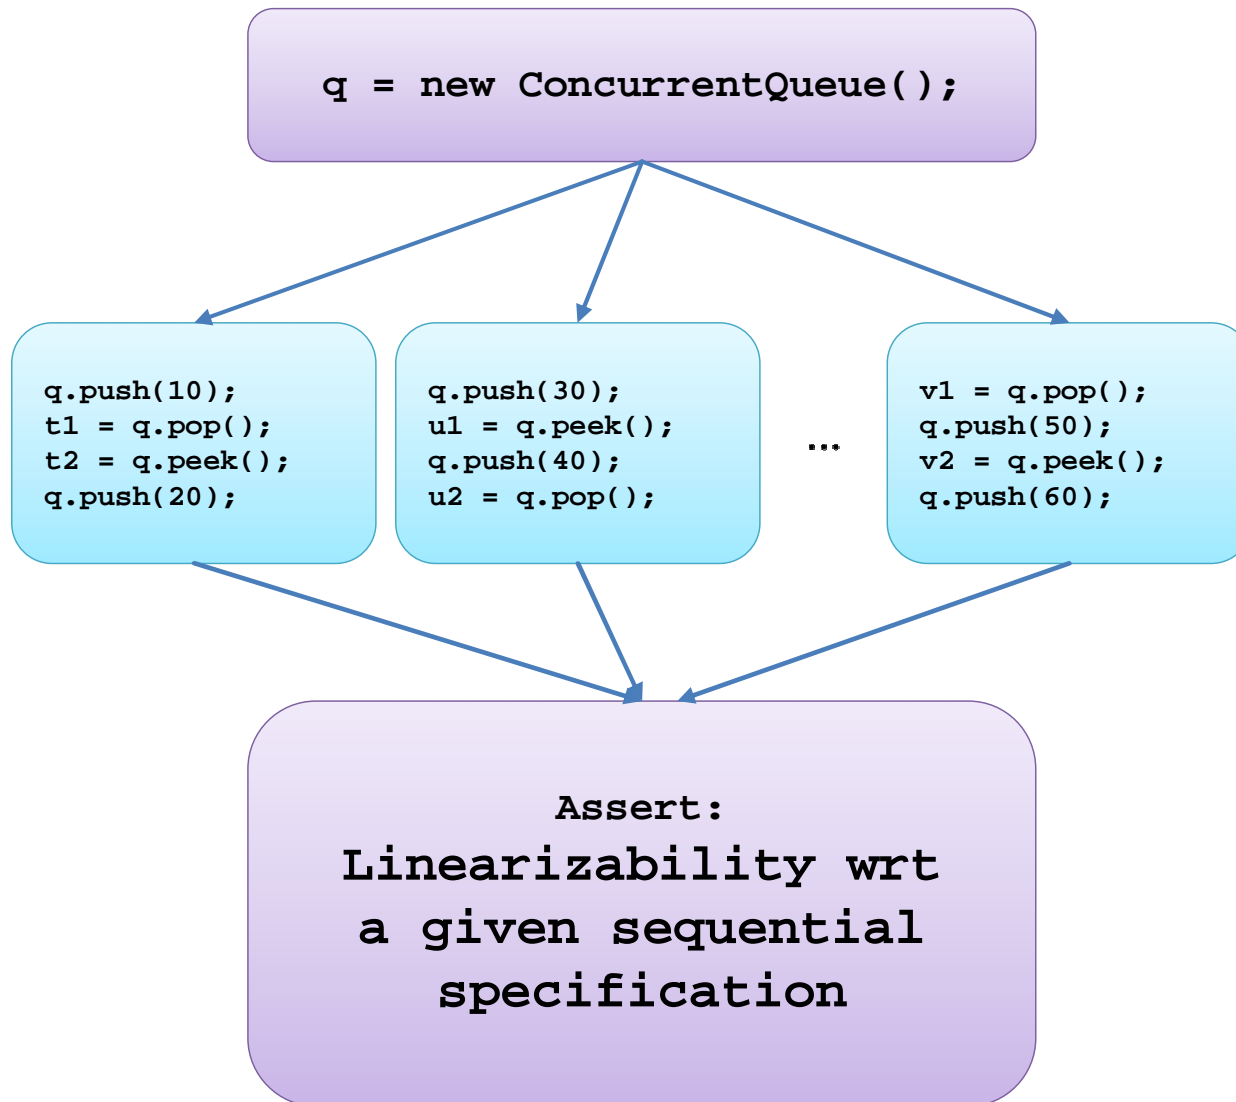 q = new ConcurrentQueue();
q.push(10);
t1 = q.pop();
t2 = q.peek();
q.push(20);
q.push(30);
u1 = q.peek();
q.push(40);
u2 = q.pop();
...
v1 = q.pop();
q.push(50);
v2 = q.peek();
q.push(60);
Assert:
Linearizability wrt
a given sequential
specification